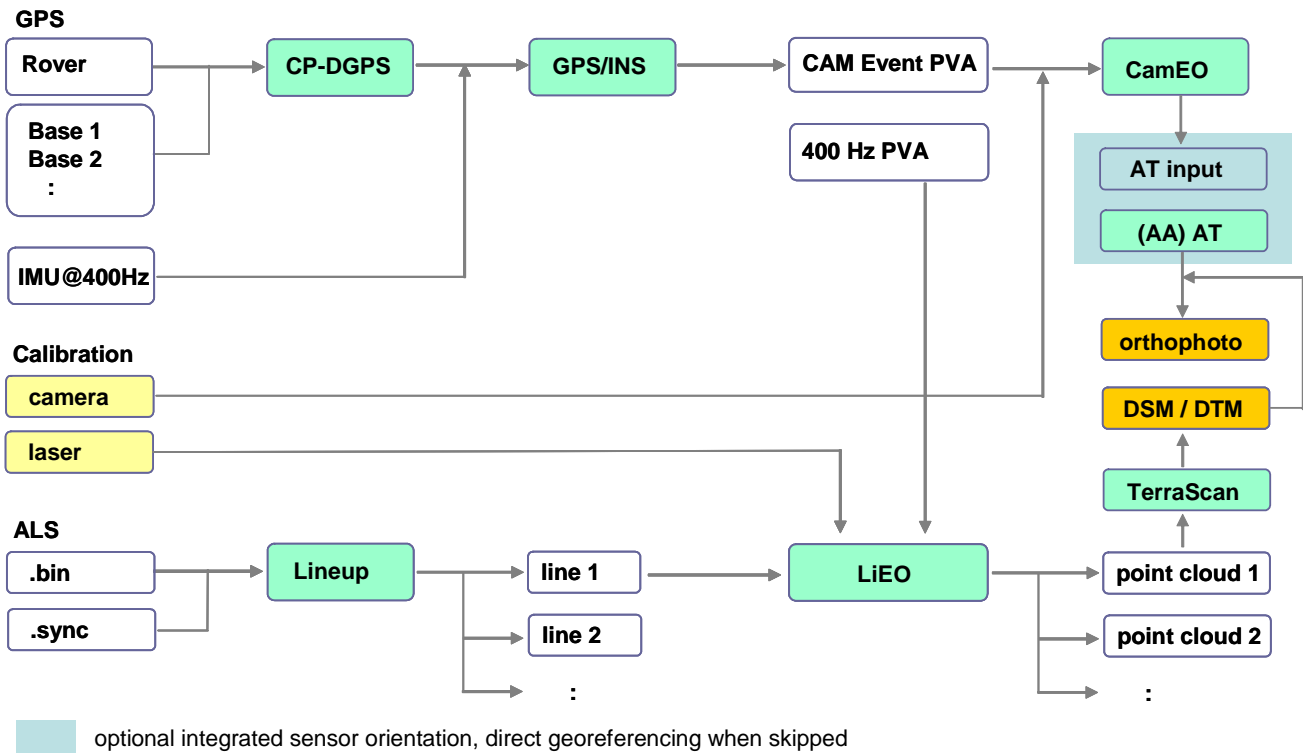 GPS
Rover
CP-DGPS
GPS/INS
CAM Event PVA
CamEO
Base 1
Base 2
:
400 Hz PVA
AT input
(AA) AT
IMU@400Hz
orthophoto
Calibration
camera
DSM / DTM
laser
TerraScan
ALS
.bin
Lineup
line 1
LiEO
point cloud 1
.sync
line 2
point cloud 2
:
:
optional integrated sensor orientation, direct georeferencing when skipped